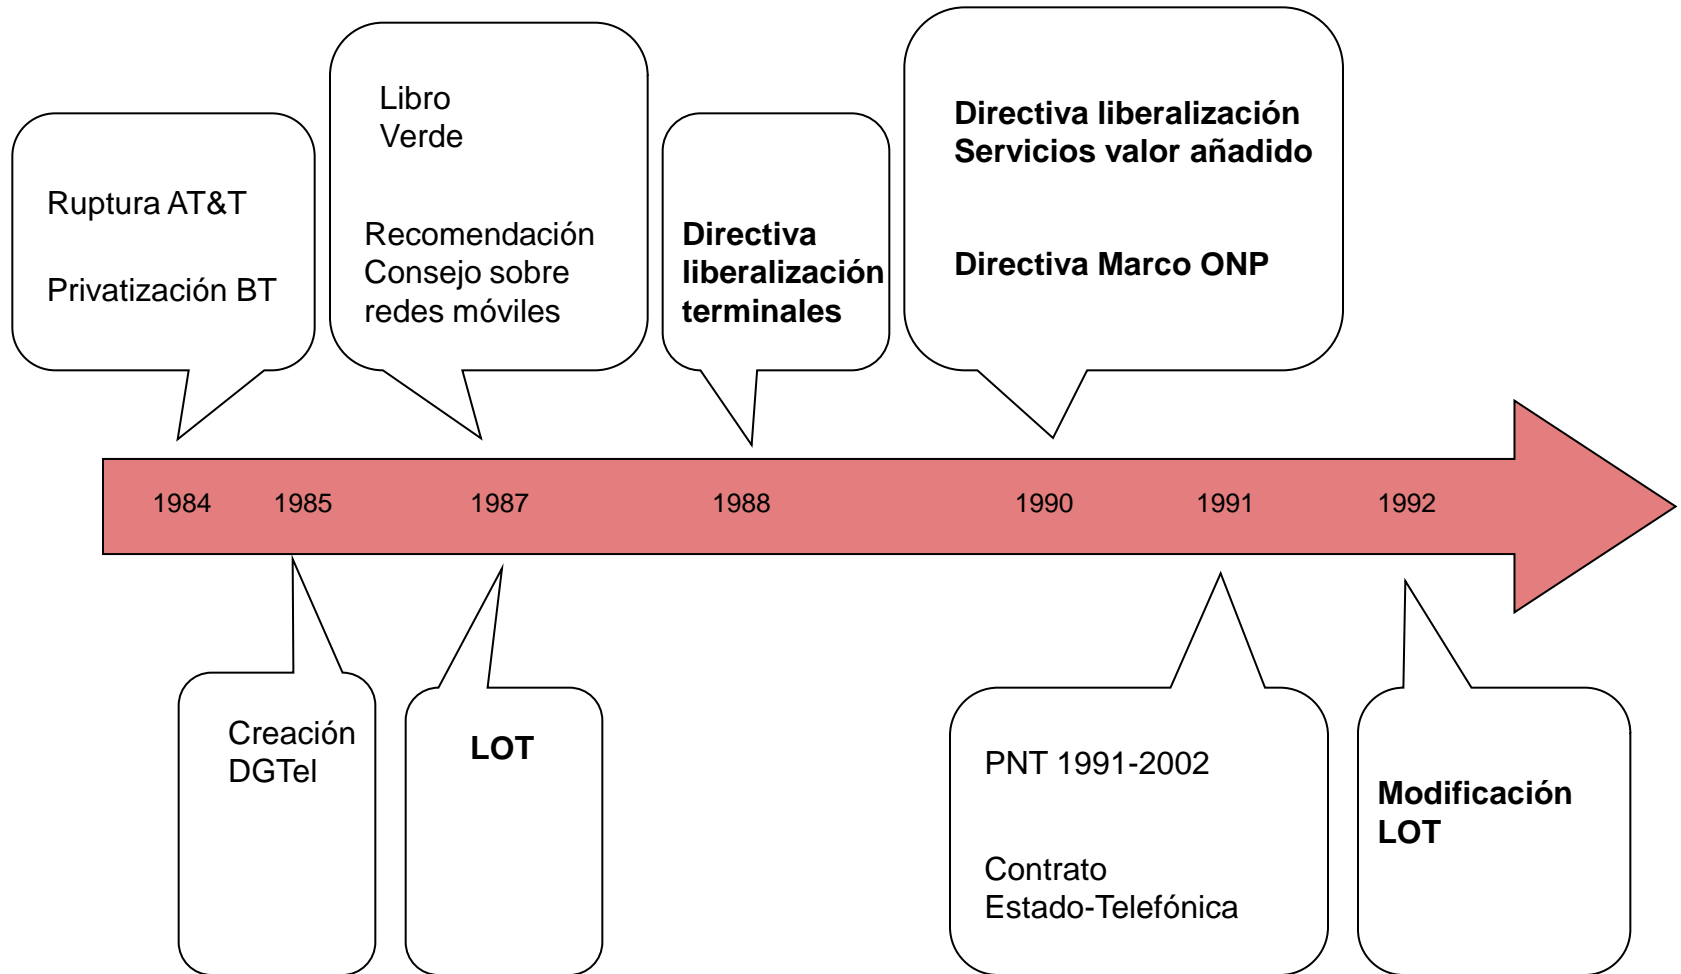 Ruptura AT&T
Privatización BT
Libro
Verde
Recomendación
Consejo sobre
redes móviles
Directiva
liberalización
terminales
Directiva liberalización
Servicios valor añadido
Directiva Marco ONP
1984 1985 1987 1988 1990 1991 1992
Creación
DGTel
LOT
PNT 1991-2002
Contrato
Estado-Telefónica
Modificación
LOT